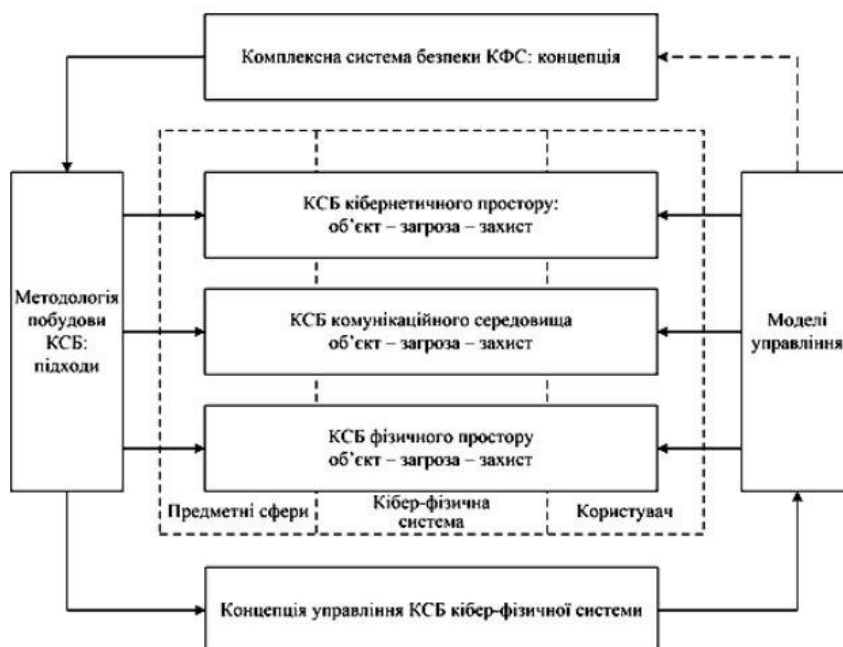 Комплексна система безпеки КФС: концепція
КСБ кібернетичного простору:
об’єкт – загроза – захист
Методологія
побудови
КСБ:
підходи
КСБ комунікаційного середовища
об’єкт – загроза – захист
Моделі
управління
КСБ фізичного простору
об’єкт – загроза – захист
Предметні сфери
Кібер-фізична
система
Користувач
Концепція управління КСБ кібер-фізичної системи